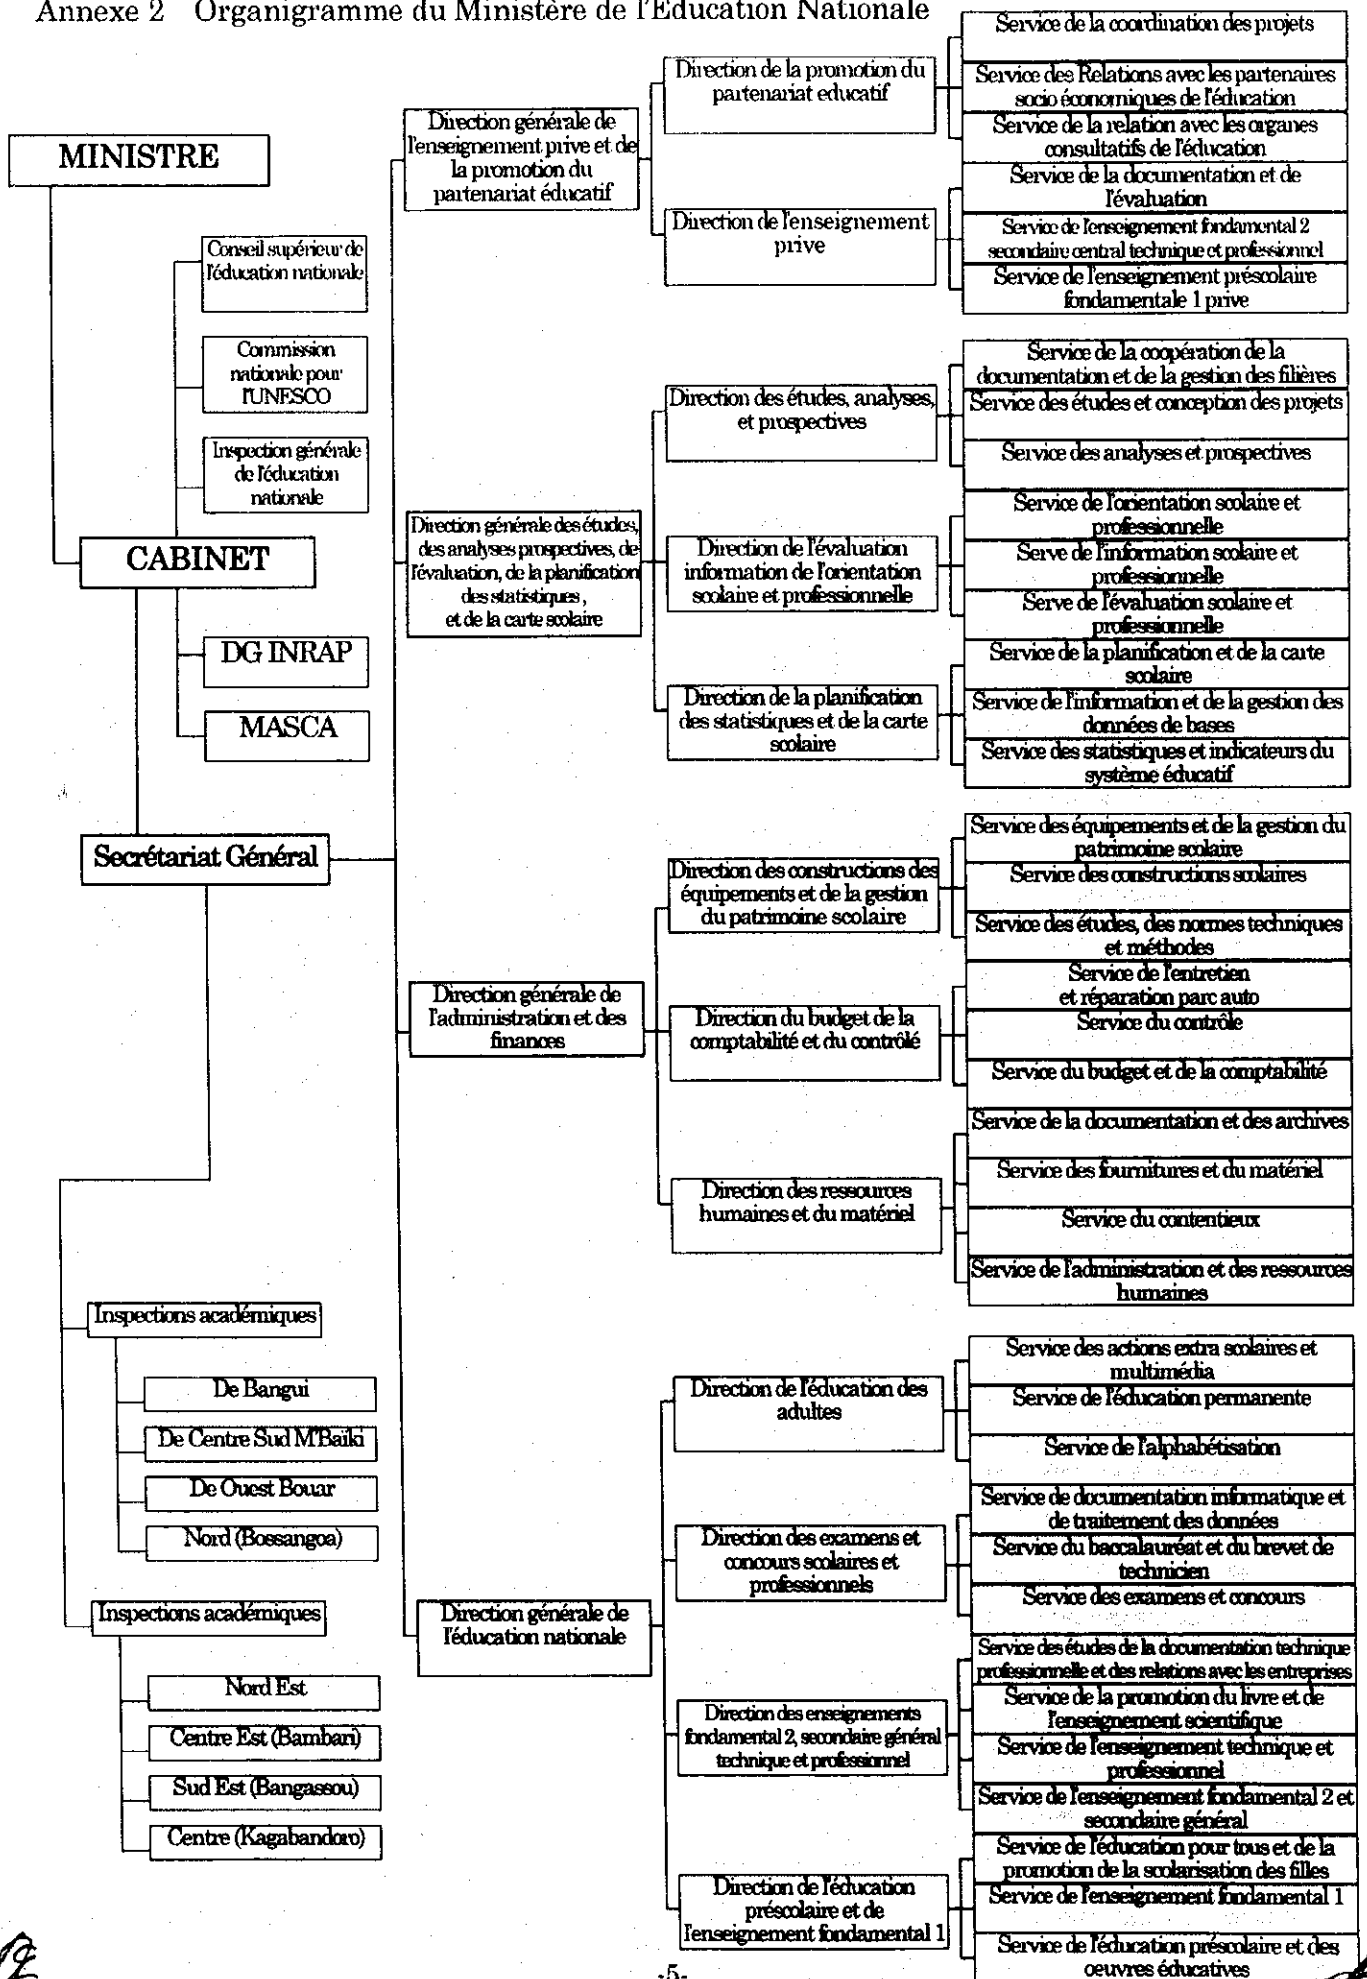 Annexe 2 Organigramme du Ministère de l'Education Nationale
MINISTRE
Conseil supérieur de
l'éducation nationale
Commission
nationale pour
l'UNESCO
Inspection générale
de l'éducation
nationale
CABINET
DG INRAP
MASCA
Secrétariat Général
Inspections académiques
De Bangui
De Centre Sud M'Baiki
De Ouest Bouar
Nord (Bossangoa)
Inspections académiques
Nord Est
Centre Est (Bambari)
Sud Est (Bangassou)
Centre (Kagabandoro)
Direction générale de
l'enseignement prive et de
la promotion du
partenariat éducatif
Direction de la promotion du
partenariat educatif
Service de la coordination des projets
Service des Relations avec les partenaires
socio économiques de l'éducation
Service de la relation avec les organes
consultatifs de l'éducation
Direction de l'enseignement
prive
Service de la documentation et de
l'évaluation
Service de l'enseignement fondamental 2
secondaire central technique et professionnel
Service de l'enseignement préscolaire
fondamentale 1 prive
Direction générale des études,
des analyses prospectives, de
l'évaluation, de la planification
des statistiques,
et de la carte scolaire
Direction des études, analyses,
et prospectives
Service de la coopération de la
documentation et de la gestion des filières
Service des études et conception des projets
Service des analyses et prospectives
Direction de l'évaluation
information de l'orientation
scolaire et professionnelle
Service de l'orientation scolaire et
professionnelle
Serve de l'information scolaire et
professionnelle
Serve de l'évaluation scolaire et
professionnelle
Direction de la planification
des statistiques et de la carte
scolaire
Service de la planification et de la carte
scolaire
Service de l'information et de la gestion des
données de bases
Service des statistiques et indicateurs du
système éducatif
Direction générale de
l'administration et des
finances
Direction des constructions des
équipements et de la gestion
du patrimoine scolaire
Service des équipements et de la gestion du
patrimoine scolaire
Service des constructions scolaires
Service des études, des normes techniques
et méthodes
Direction du budget de la
comptabilité et du contrôlé
Service de l'entretien
et réparation parc auto
Service du contrôle
Service du budget et de la comptabilité
Direction des ressources
humaines et du matériel
Service de la documentation et des archives
Service des fournitures et du matériel
Service du contentieux
Service de l'administration et des ressources
humaines
Direction générale de
l'éducation nationale
Direction de l'éducation des
adultes
Service des actions extra scolaires et
multimédia
Service de l'éducation permanente
Service de l'alphabétisation
Direction des examens et
concours scolaires et
professionnels
Service de documentation informatique et
de traitement des données
Service du baccalauréat et du brevet de
technicien
Service des examens et concours
Direction des enseignements
fondamental 2, secondaire général
technique et professionnel
Service des études de la documentation technique
professionnelle et des relations avec les entreprises
Service de la promotion du livre et de
l'enseignement scientifique
Service de l'enseignement technique et
professionnel
Service de l'enseignement fondamental 2 et
secondaire général
Direction de l'éducation
préscolaire et de
l'enseignement fondamental 1
Service de l'éducation pour tous et de la
promotion de la scolarisation des filles
Service de l'enseignement fondamental 1
Service de l'éducation préscolaire et des
oeuvres éducatives
-5-